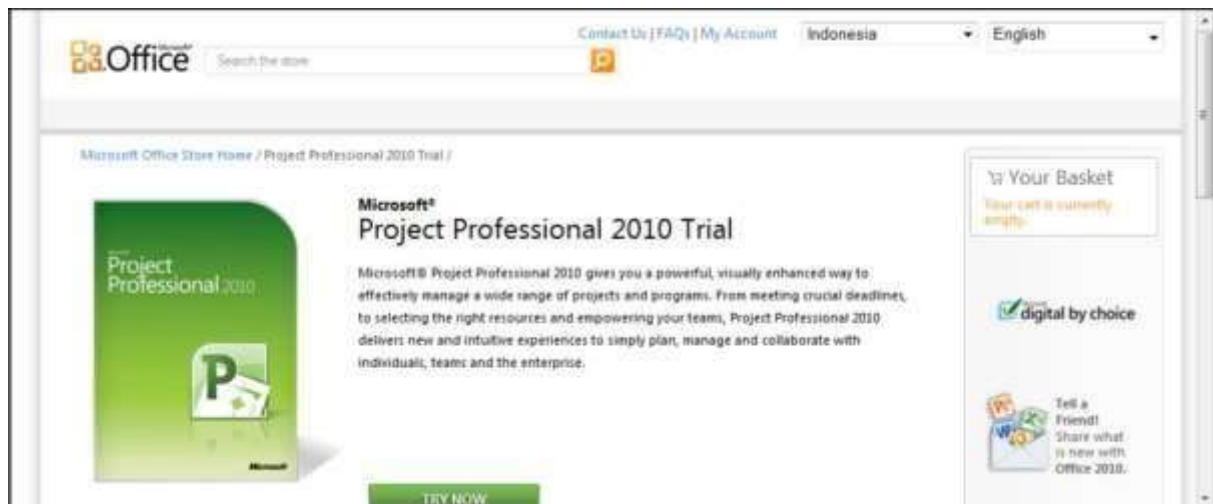 Contact Us | FAQs | My Account
Indonesia
English
Microsoft®
Office
Search the store
Microsoft Office Store Home / Project Professional 2010 Trial /
Your Basket
Your cart is currently
empty.
Microsoft®
Project Professional 2010 Trial
Project
Professional 2010
Microsoft
Microsoft® Project Professional 2010 gives you a powerful, visually enhanced way to
effectively manage a wide range of projects and programs. From meeting crucial deadlines,
to selecting the right resources and empowering your teams, Project Professional 2010
delivers new and intuitive experiences to simply plan, manage and collaborate with
individuals, teams and the enterprise.
digital by choice
Tell a
Friend!
Share what
is new with
Office 2010.
TRY NOW